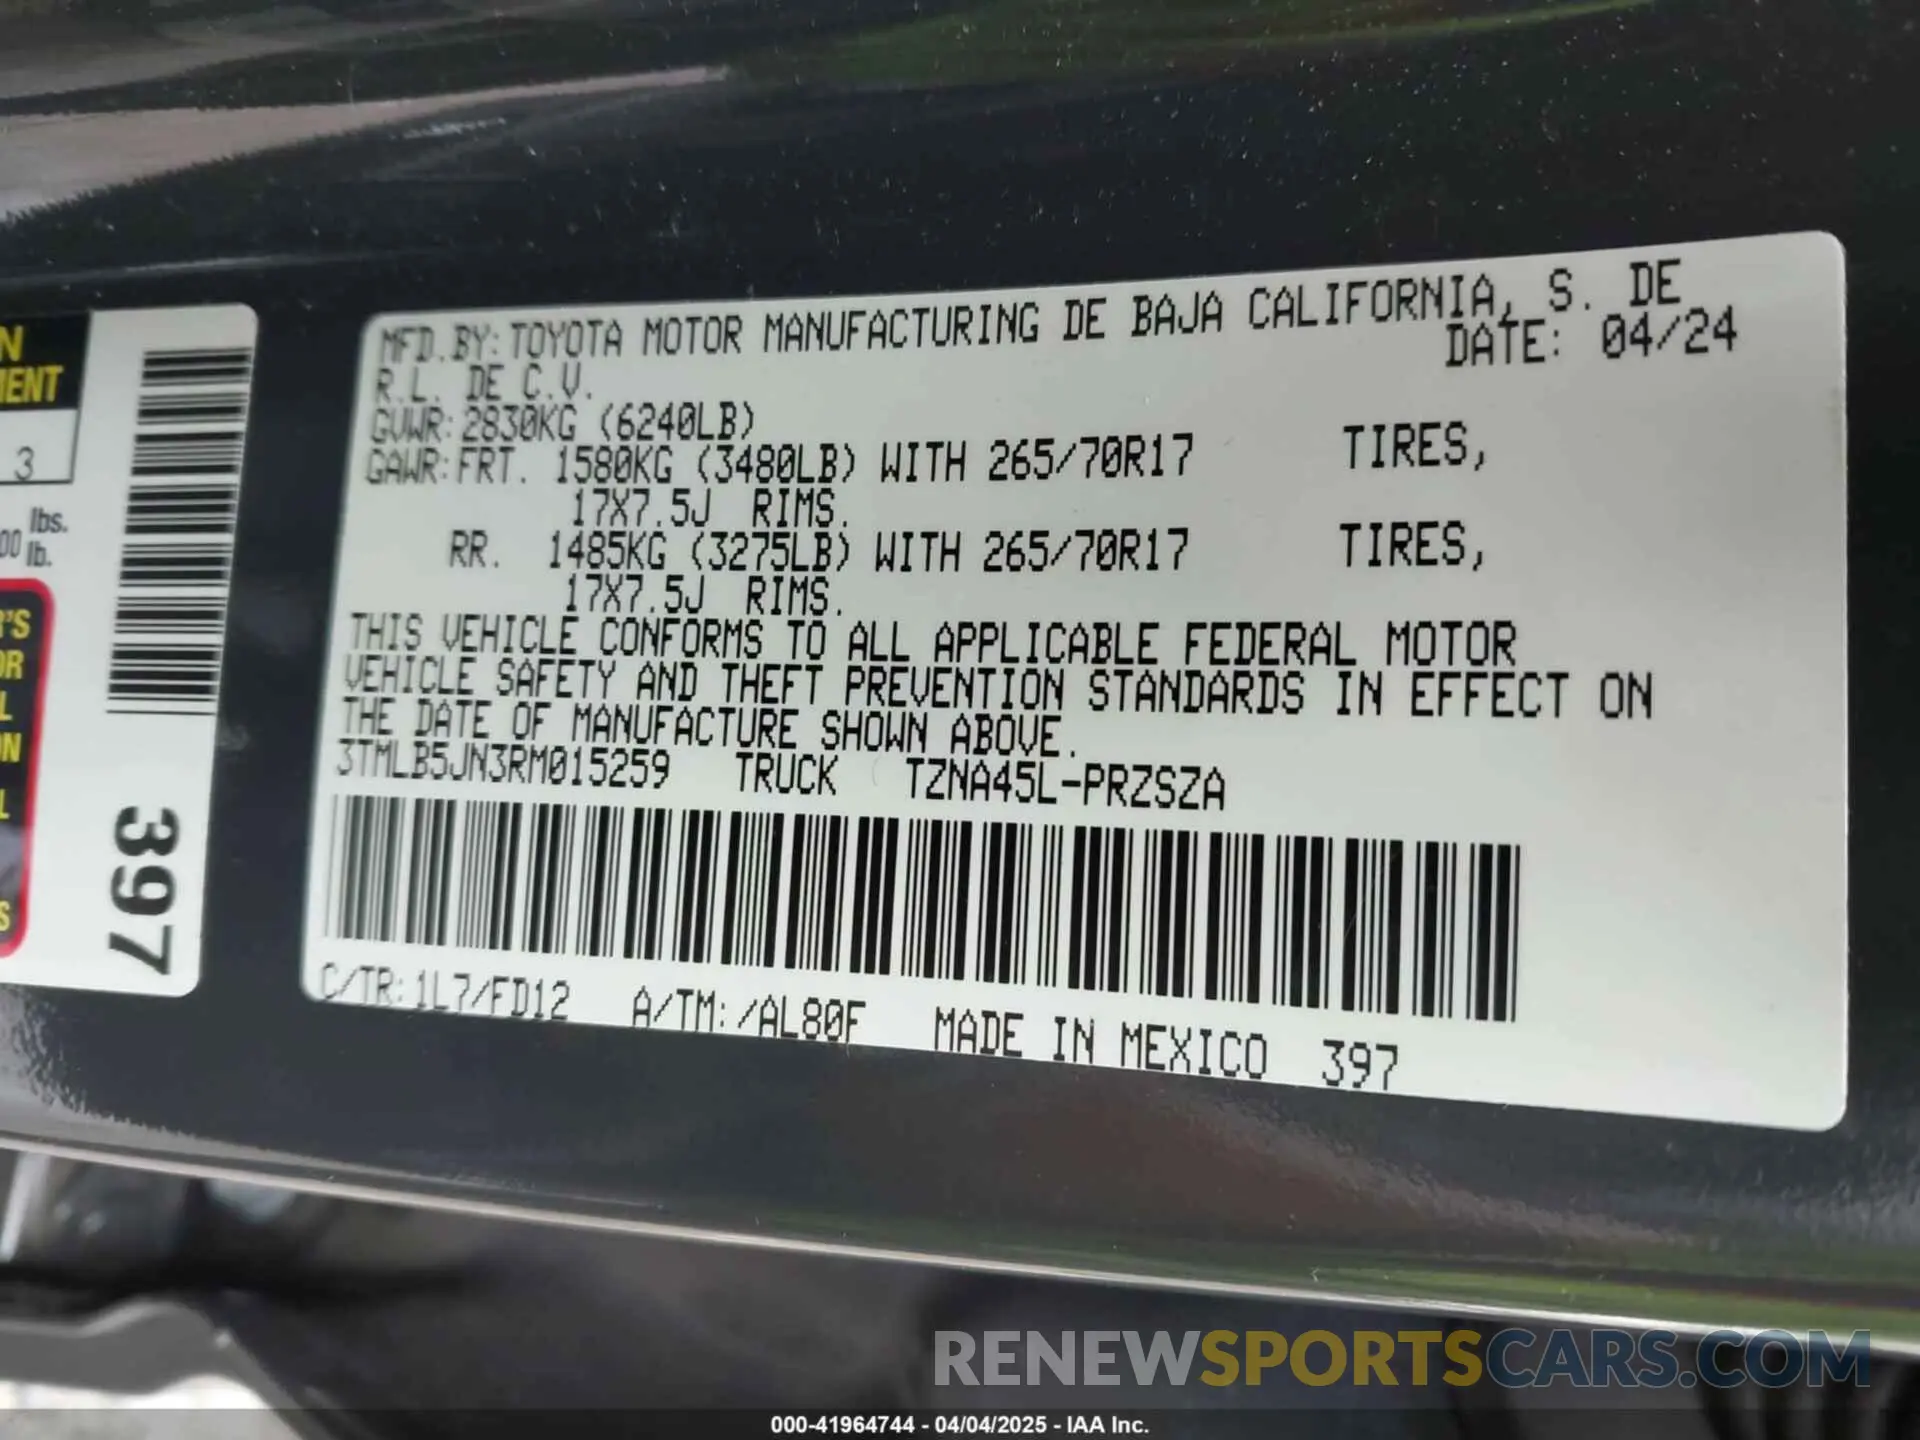 MFD.BY: TOYOTA MOTOR MANUFACTURING DE BAJA CALIFORNIA, S. DE
R.L. DE C.V. DATE: 04/24
GVWR: 2830KG (6240LB)
GAWR: FRT. 1580KG (3480LB) WITH 265/70R17 TIRES,
17X7.5J RIMS.
RR. 1485KG (3275LB) WITH 265/70R17 TIRES,
17X7.5J RIMS.
THIS VEHICLE CONFORMS TO ALL APPLICABLE FEDERAL MOTOR
VEHICLE SAFETY AND THEFT PREVENTION STANDARDS IN EFFECT ON
THE DATE OF MANUFACTURE SHOWN ABOVE.
3TMLB5JN3RM015259 TRUCK TZNA45L-PRZSZA
C/TR: 1L7/FD12 A/TM: /AL80F MADE IN MEXICO 397
3
lbs.
lb.
397
RENEWSPORTSCARS.COM
000-41964744 - 04/04/2025 - IAA Inc.